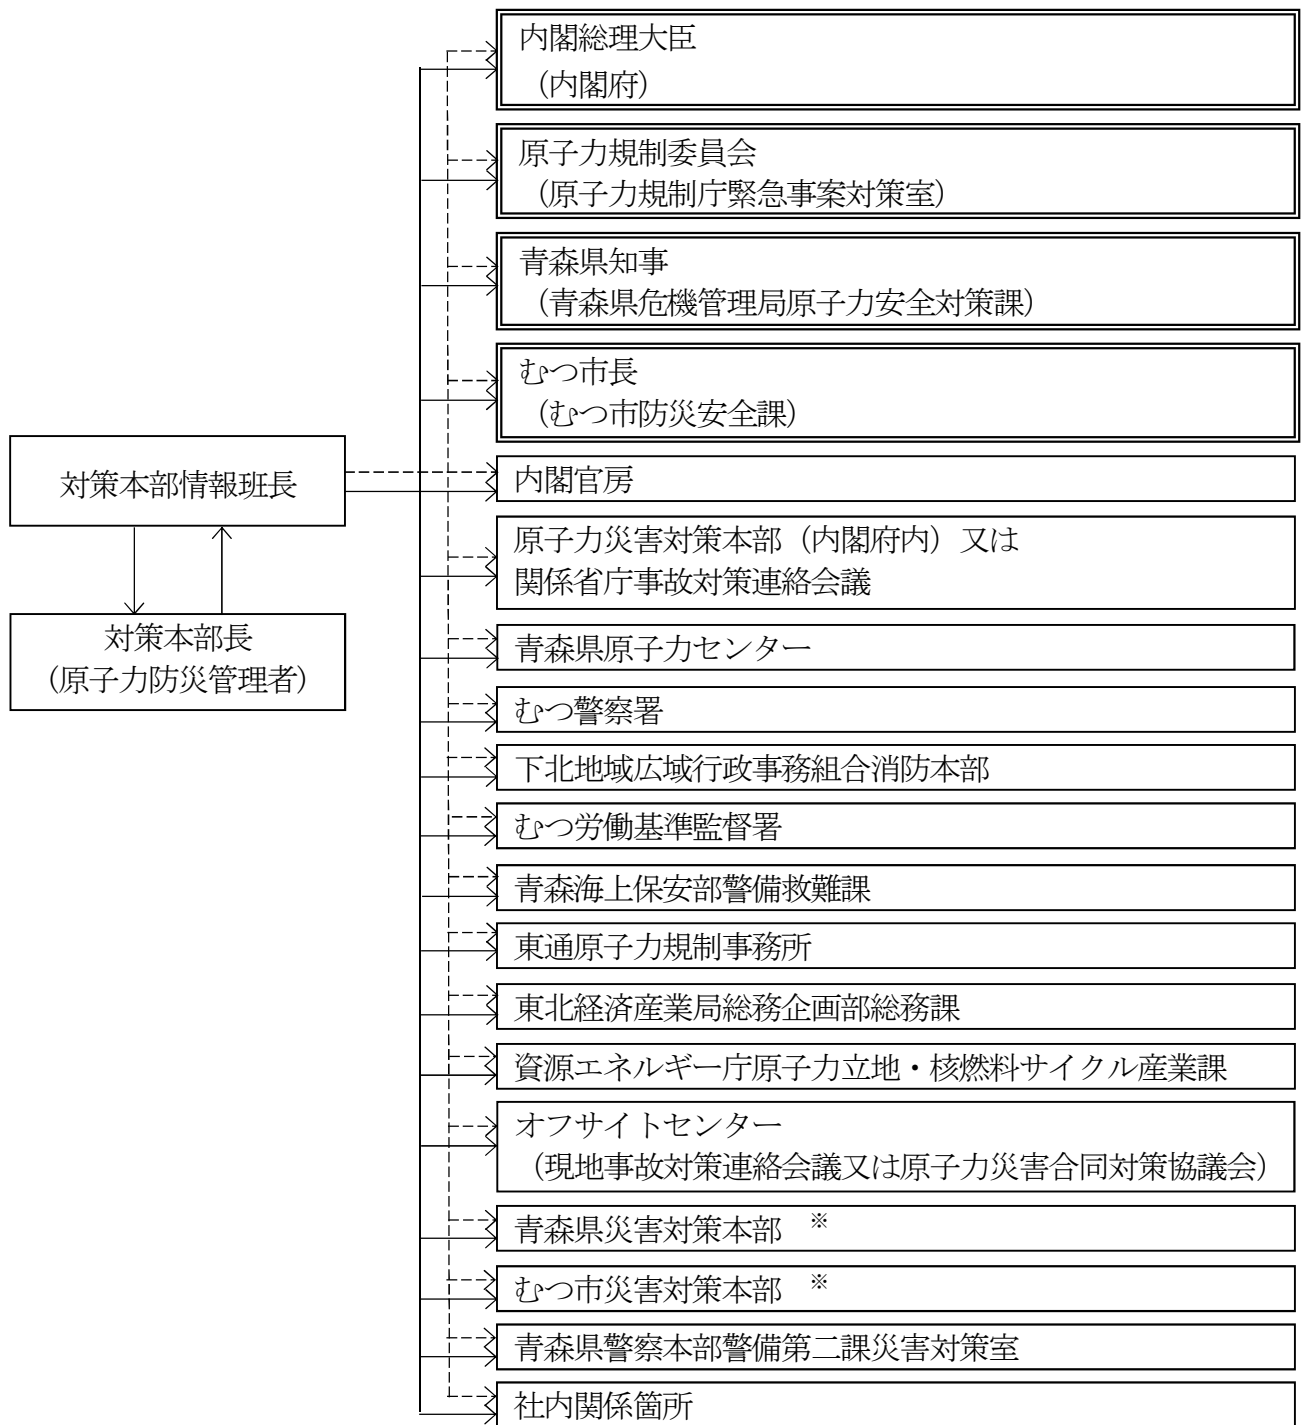 内閣総理大臣
（内閣府）
原子力規制委員会
（原子力規制庁緊急事案対策室）
青森県知事
（青森県危機管理局原子力安全対策課）
むつ市長
（むつ市防災安全課）
対策本部情報班長
対策本部長
（原子力防災管理者）
内閣官房
原子力災害対策本部（内閣府内）又は
関係省庁事故対策連絡会議
青森県原子力センター
むつ警察署
下北地域広域行政事務組合消防本部
むつ労働基準監督署
青森海上保安部警備救難課
東通原子力規制事務所
東北経済産業局総務企画部総務課
資源エネルギー庁原子力立地・核燃料サイクル産業課
オフサイトセンター
（現地事故対策連絡会議又は原子力災害合同対策協議会）
青森県災害対策本部　※
むつ市災害対策本部　※
青森県警察本部警備第二課災害対策室
社内関係箇所